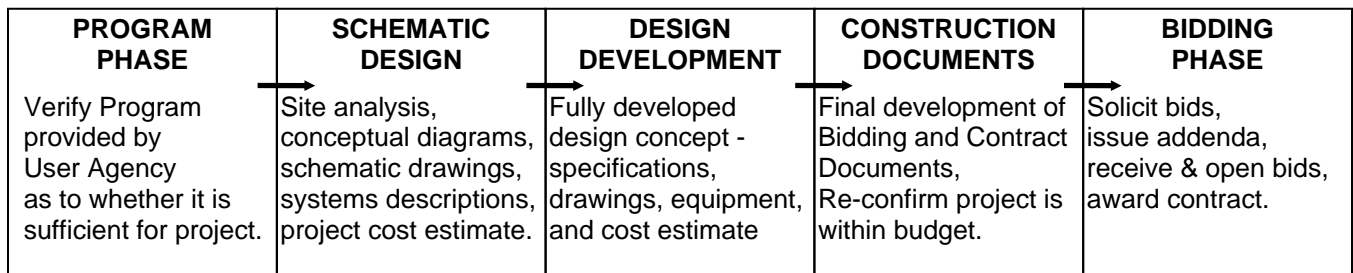 PROGRAM
PHASE
Verify Program
provided by
User Agency
as to whether it is
sufficient for project.
SCHEMATIC
DESIGN
Site analysis,
conceptual diagrams,
schematic drawings,
systems descriptions,
project cost estimate.
DESIGN
DEVELOPMENT
Fully developed
design concept -
specifications,
drawings, equipment,
and cost estimate
CONSTRUCTION
DOCUMENTS
Final development of
Bidding and Contract
Documents,
Re-confirm project is
within budget.
BIDDING
PHASE
Solicit bids,
issue addenda,
receive & open bids,
award contract.